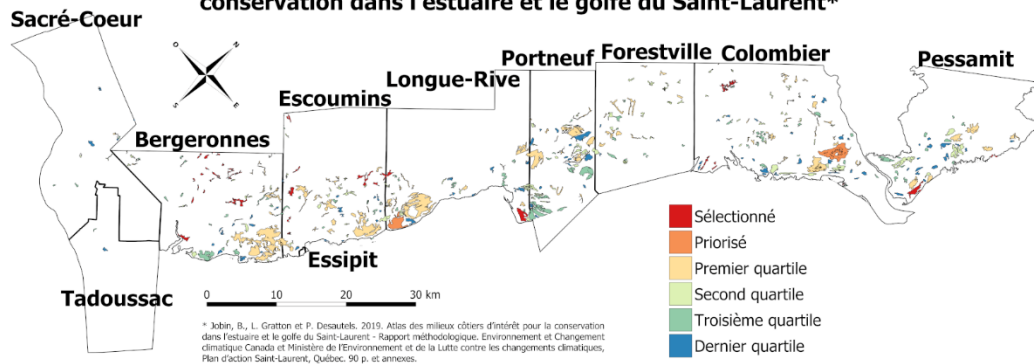 conservation dans l'estuaire et le golfe du Saint-Laurent*
Sacré-Coeur
N
O
E
S
Portneuf
Forestville
Colombier
Pessamit
Longue-Rive
Escoumins
Bergeronnes
Essipit
Tadoussac
Sélectionné
Priorisé
Premier quartile
Second quartile
Troisième quartile
Dernier quartile
0 10 20 30 km
* Jobin, B., L. Gratton et P. Desautels. 2019. Atlas des milieux côtiers d'intérêt pour la conservation
dans l'estuaire et le golfe du Saint-Laurent - Rapport méthodologique. Environnement et Changement
climatique Canada et Ministère de l'Environnement et de la Lutte contre les changements climatiques,
Plan d'action Saint-Laurent, Québec. 90 p. et annexes.